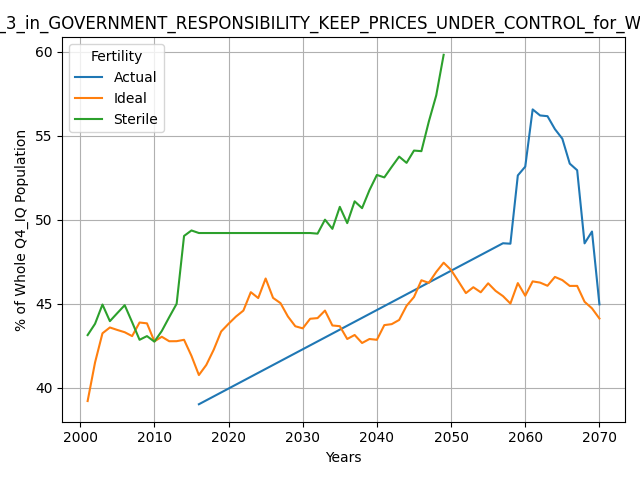 _3_in_GOVERNMENT_RESPONSIBILITY_KEEP_PRICES_UNDER_CONTROL_for_W
Fertility
Actual
Ideal
Sterile
% of Whole Q4_IQ Population
60
55
50
45
40
2000 2010 2020 2030 2040 2050 2060 2070
Years